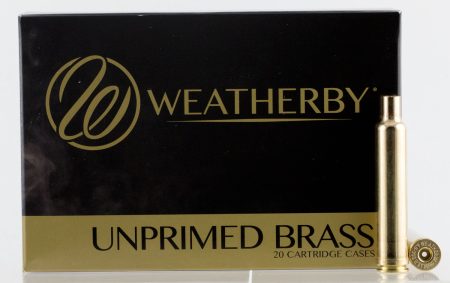 WEATHERBY®
UNPRIMED BRASS
20 CARTRIDGE CASES